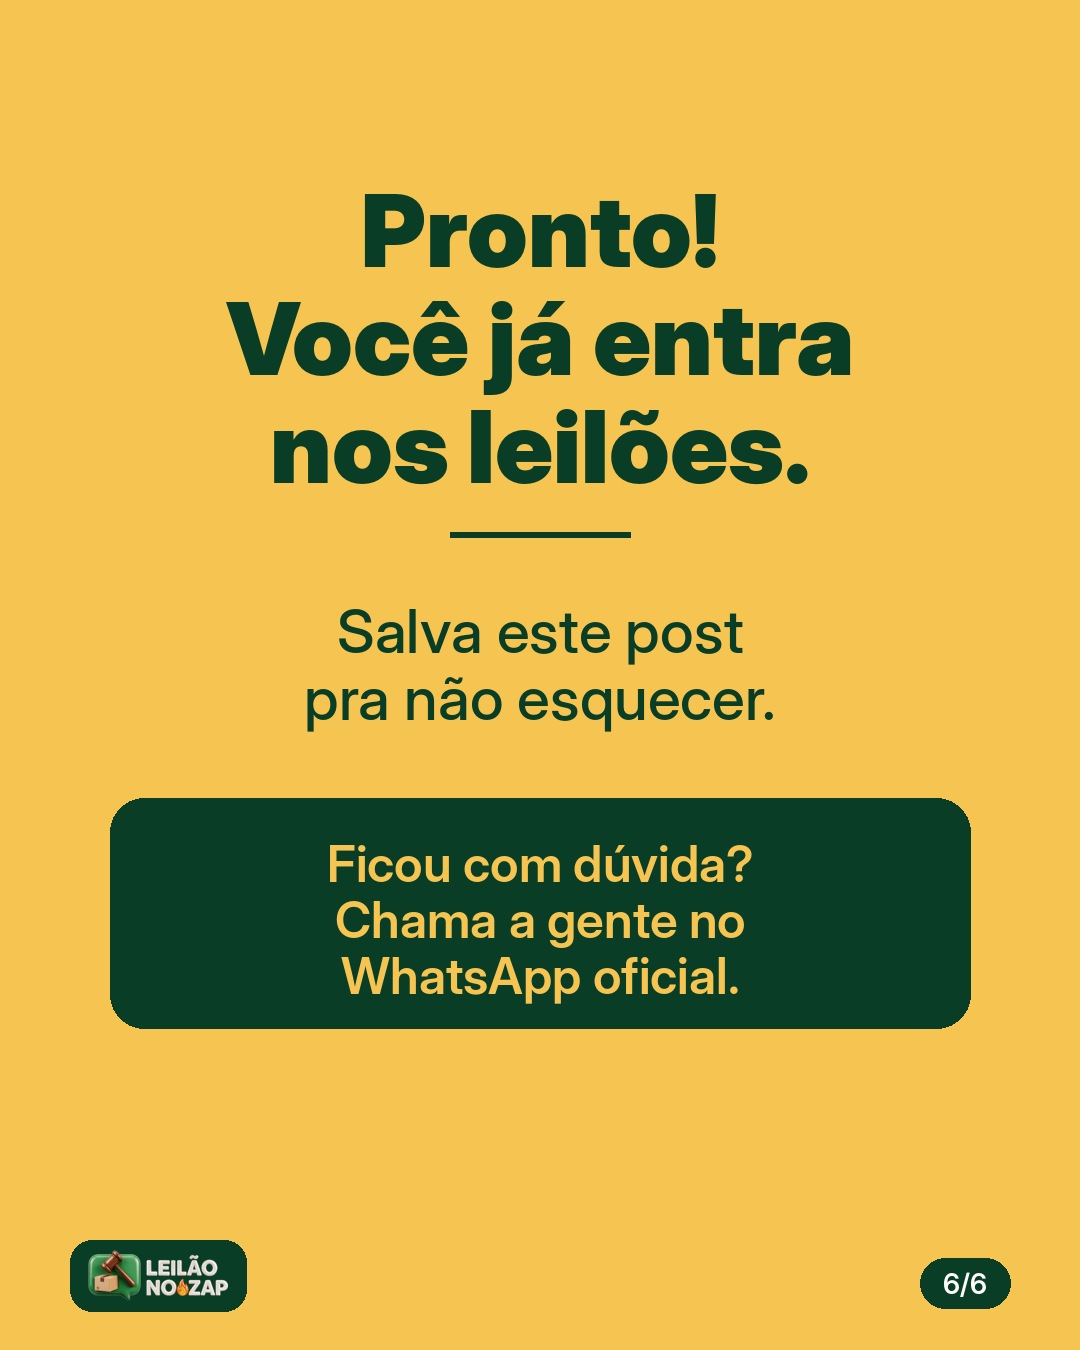 Pronto!
Você já entra
nos leilões.
Salva este post
pra não esquecer.
Ficou com dúvida?
Chama a gente no
WhatsApp oficial.
LEILÃO
NO ZAP
6/6